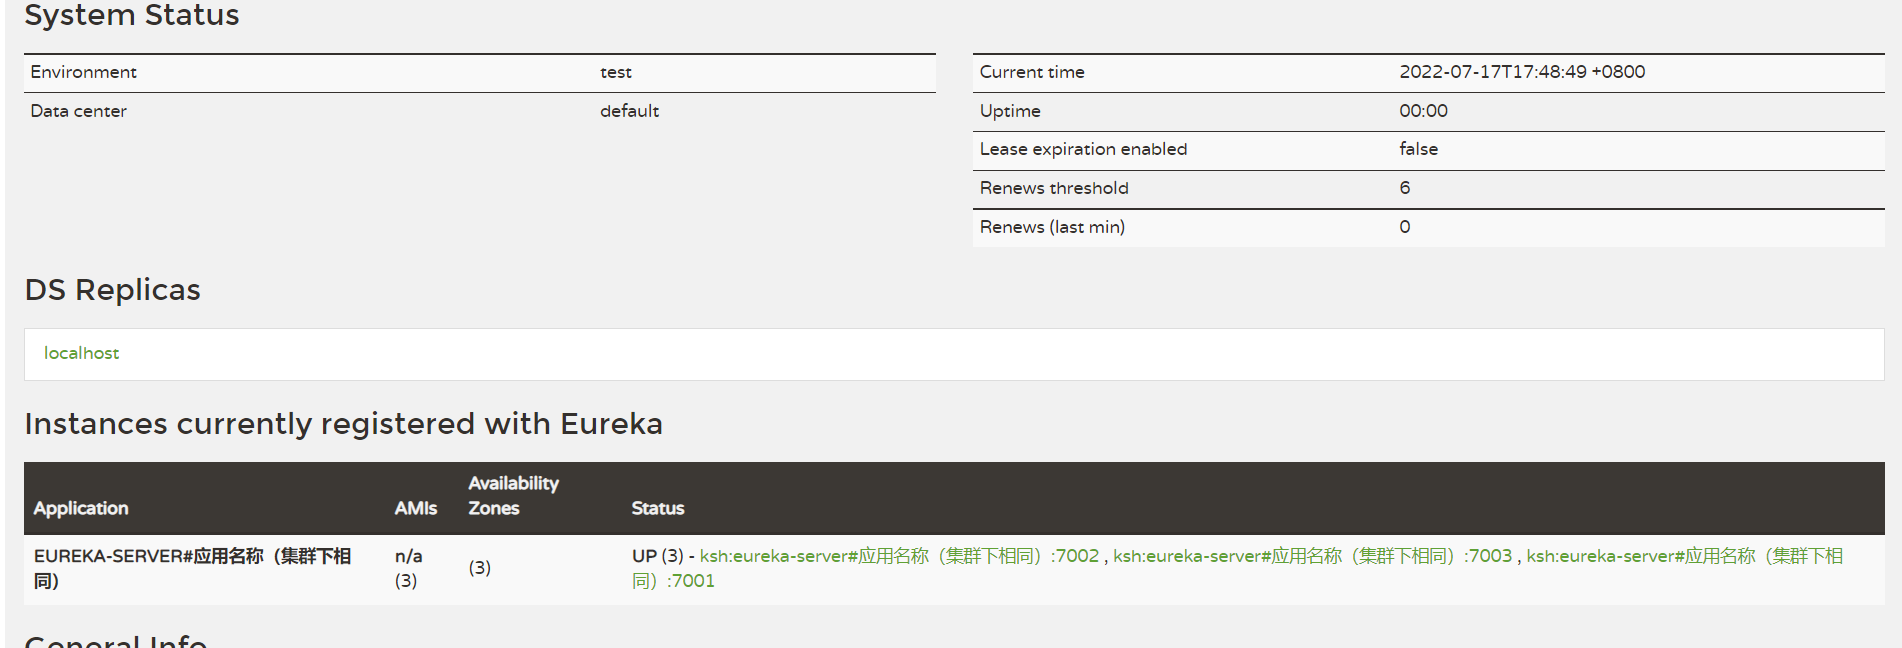 System Status
Environment test
Data center default
Current time 2022-07-17T17:48:49 +0800
Uptime 00:00
Lease expiration enabled false
Renews threshold 6
Renews (last min) 0
DS Replicas
localhost
Instances currently registered with Eureka
Application AMIs Availability Zones Status
EUREKA-SERVER#应用名称（集群下相
同）
n/a
(3)
(3)
UP (3) - ksh:eureka-server#应用名称（集群下相同）:7002 , ksh:eureka-server#应用名称（集群下相同）:7003 , ksh:eureka-server#应用名称（集群下相
同）:7001
General Info